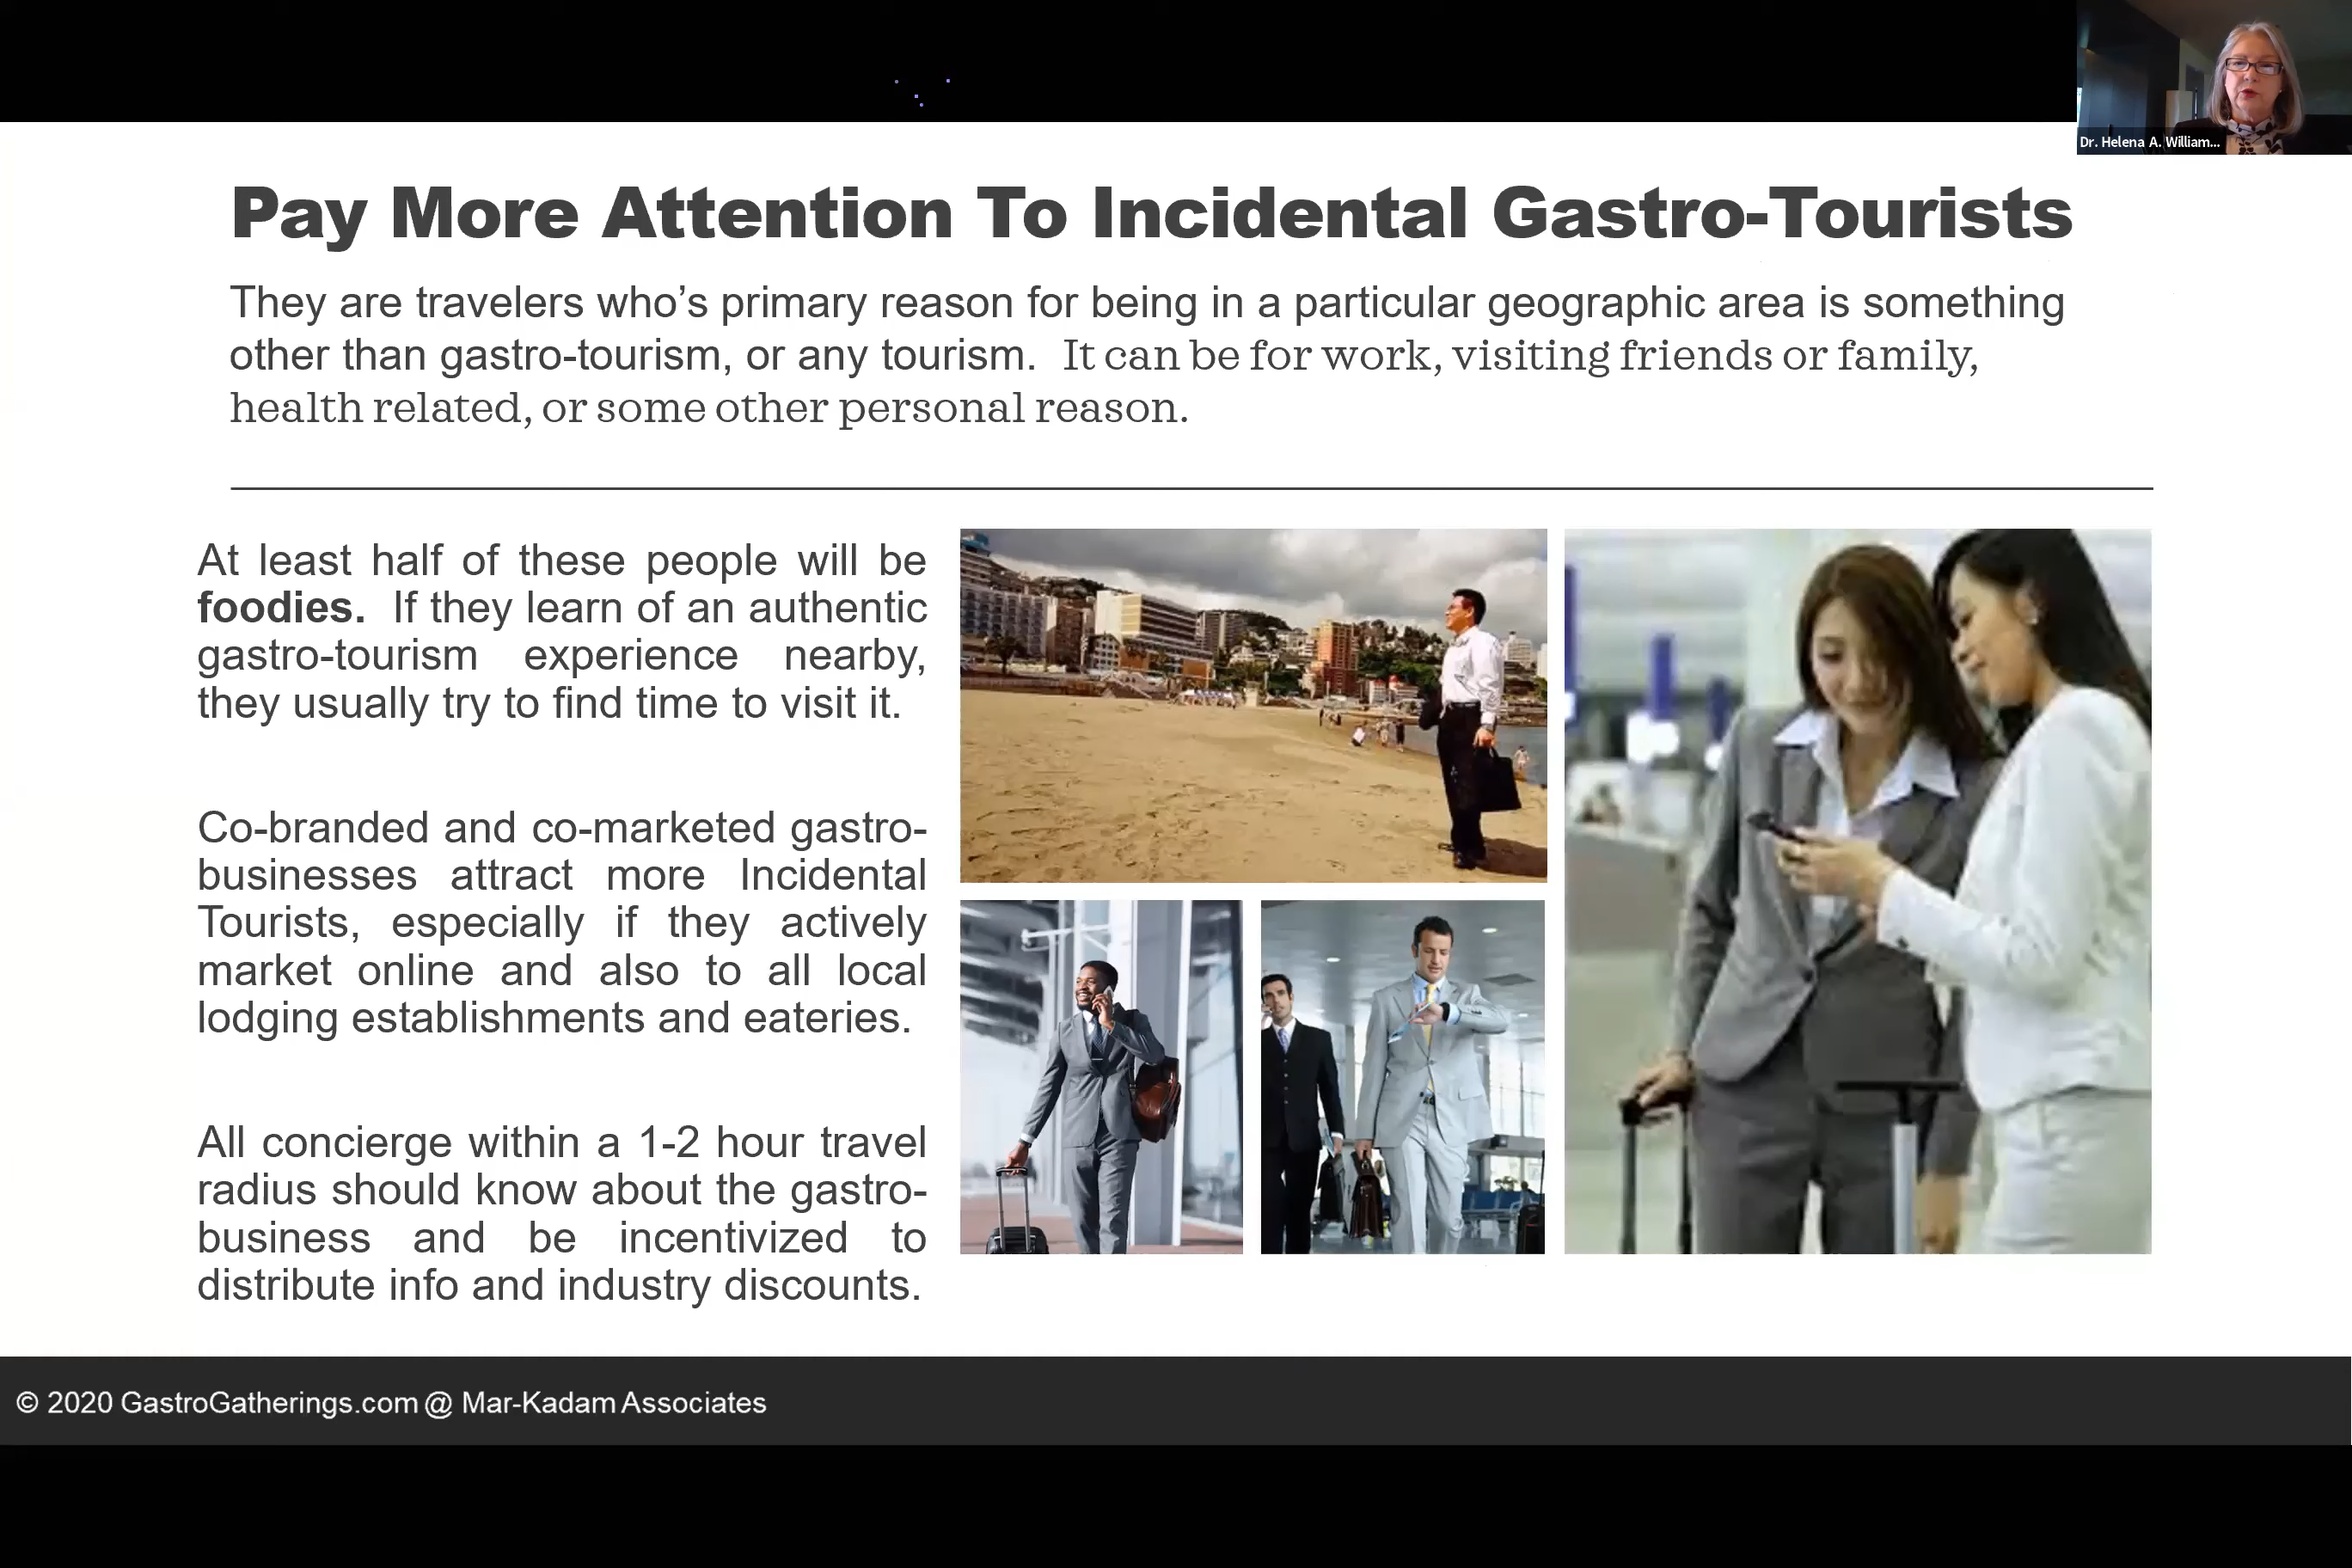 Dr. Helena A. William...
Pay More Attention To Incidental Gastro-Tourists
They are travelers who’s primary reason for being in a particular geographic area is something
other than gastro-tourism, or any tourism. It can be for work, visiting friends or family,
health related, or some other personal reason.
At least half of these people will be
foodies. If they learn of an authentic
gastro-tourism experience nearby,
they usually try to find time to visit it.
Co-branded and co-marketed gastro-
businesses attract more Incidental
Tourists, especially if they actively
market online and also to all local
lodging establishments and eateries.
All concierge within a 1-2 hour travel
radius should know about the gastro-
business and be incentivized to
distribute info and industry discounts.
© 2020 GastroGatherings.com @ Mar-Kadam Associates